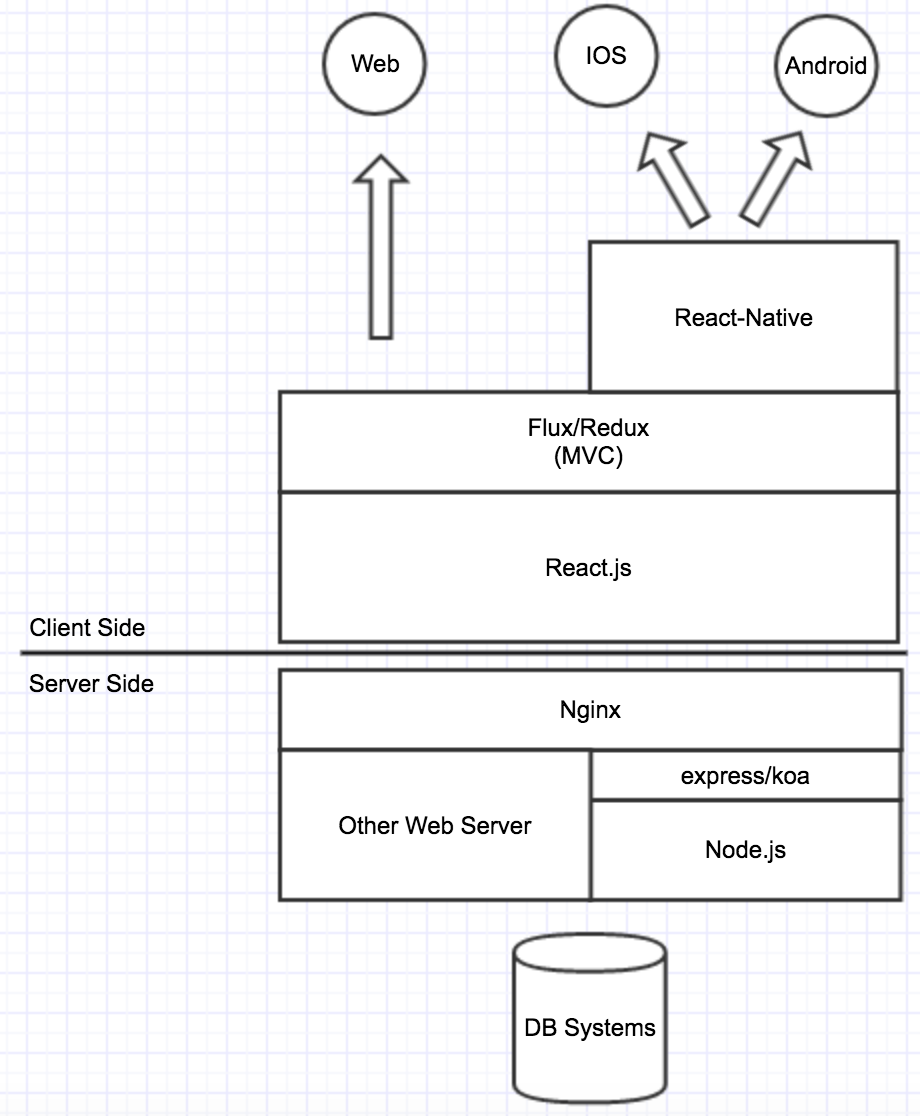 Web
IOS
Android
React-Native
Flux/Redux
(MVC)
React.js
Client Side
Server Side
Nginx
express/koa
Other Web Server
Node.js
DB Systems